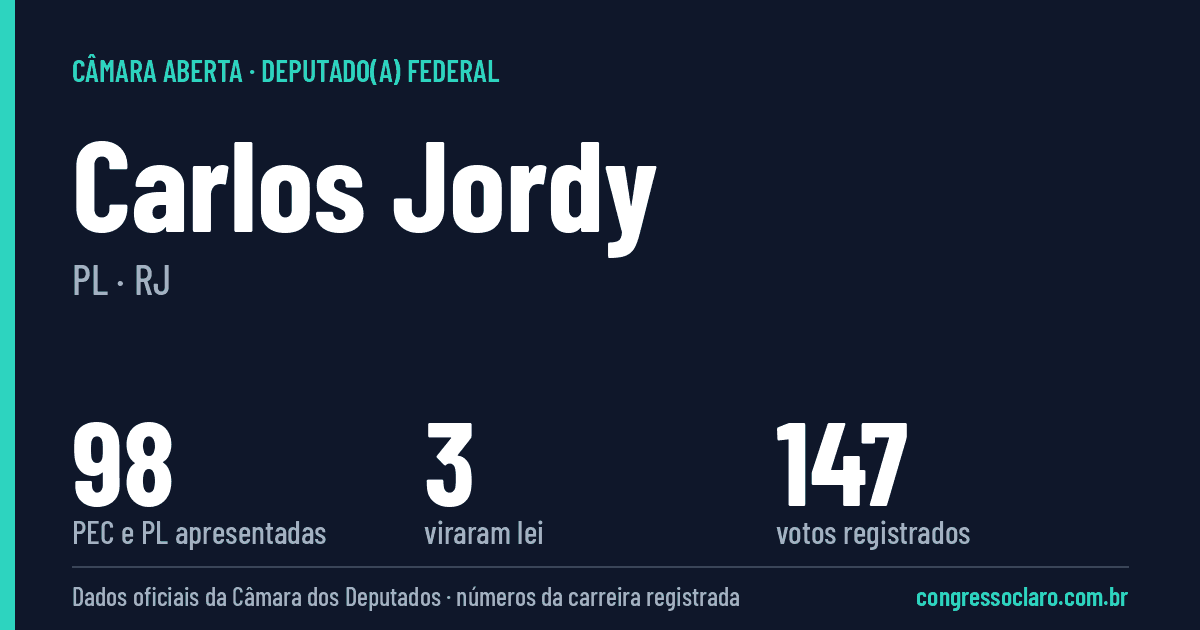 CÂMARA ABERTA · DEPUTADO(A) FEDERAL
Carlos Jordy
PL · RJ
98 3 147
PEC e PL apresentadas viraram lei votos registrados
Dados oficiais da Câmara dos Deputados · números da carreira registrada congressoclaro.com.br